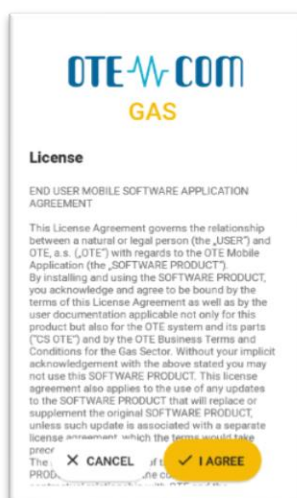 OTE COM
GAS
License
END USER MOBILE SOFTWARE APPLICATION
AGREEMENT
This License Agreement governs the relationship
between a natural or legal person (the „USER") and
OTE, a.s. („OTE") with regards to the OTE Mobile
Application (the „SOFTWARE PRODUCT").
By installing and using the SOFTWARE PRODUCT,
you acknowledge and agree to be bound by the
terms of this License Agreement as well as by the
user documentation applicable not only for this
product but also for the OTE system and its parts
("CS OTE") and by the OTE Business Terms and
Conditions for the Gas Sector. Without your implicit
acknowledgement with the above stated you may
not use this SOFTWARE PRODUCT. This license
agreement also applies to the use of any updates
to the SOFTWARE PRODUCT that will replace or
supplement the original SOFTWARE PRODUCT,
unless such update is associated with a separate
license agreement, which the terms would take
The
CANCEL
I AGREE